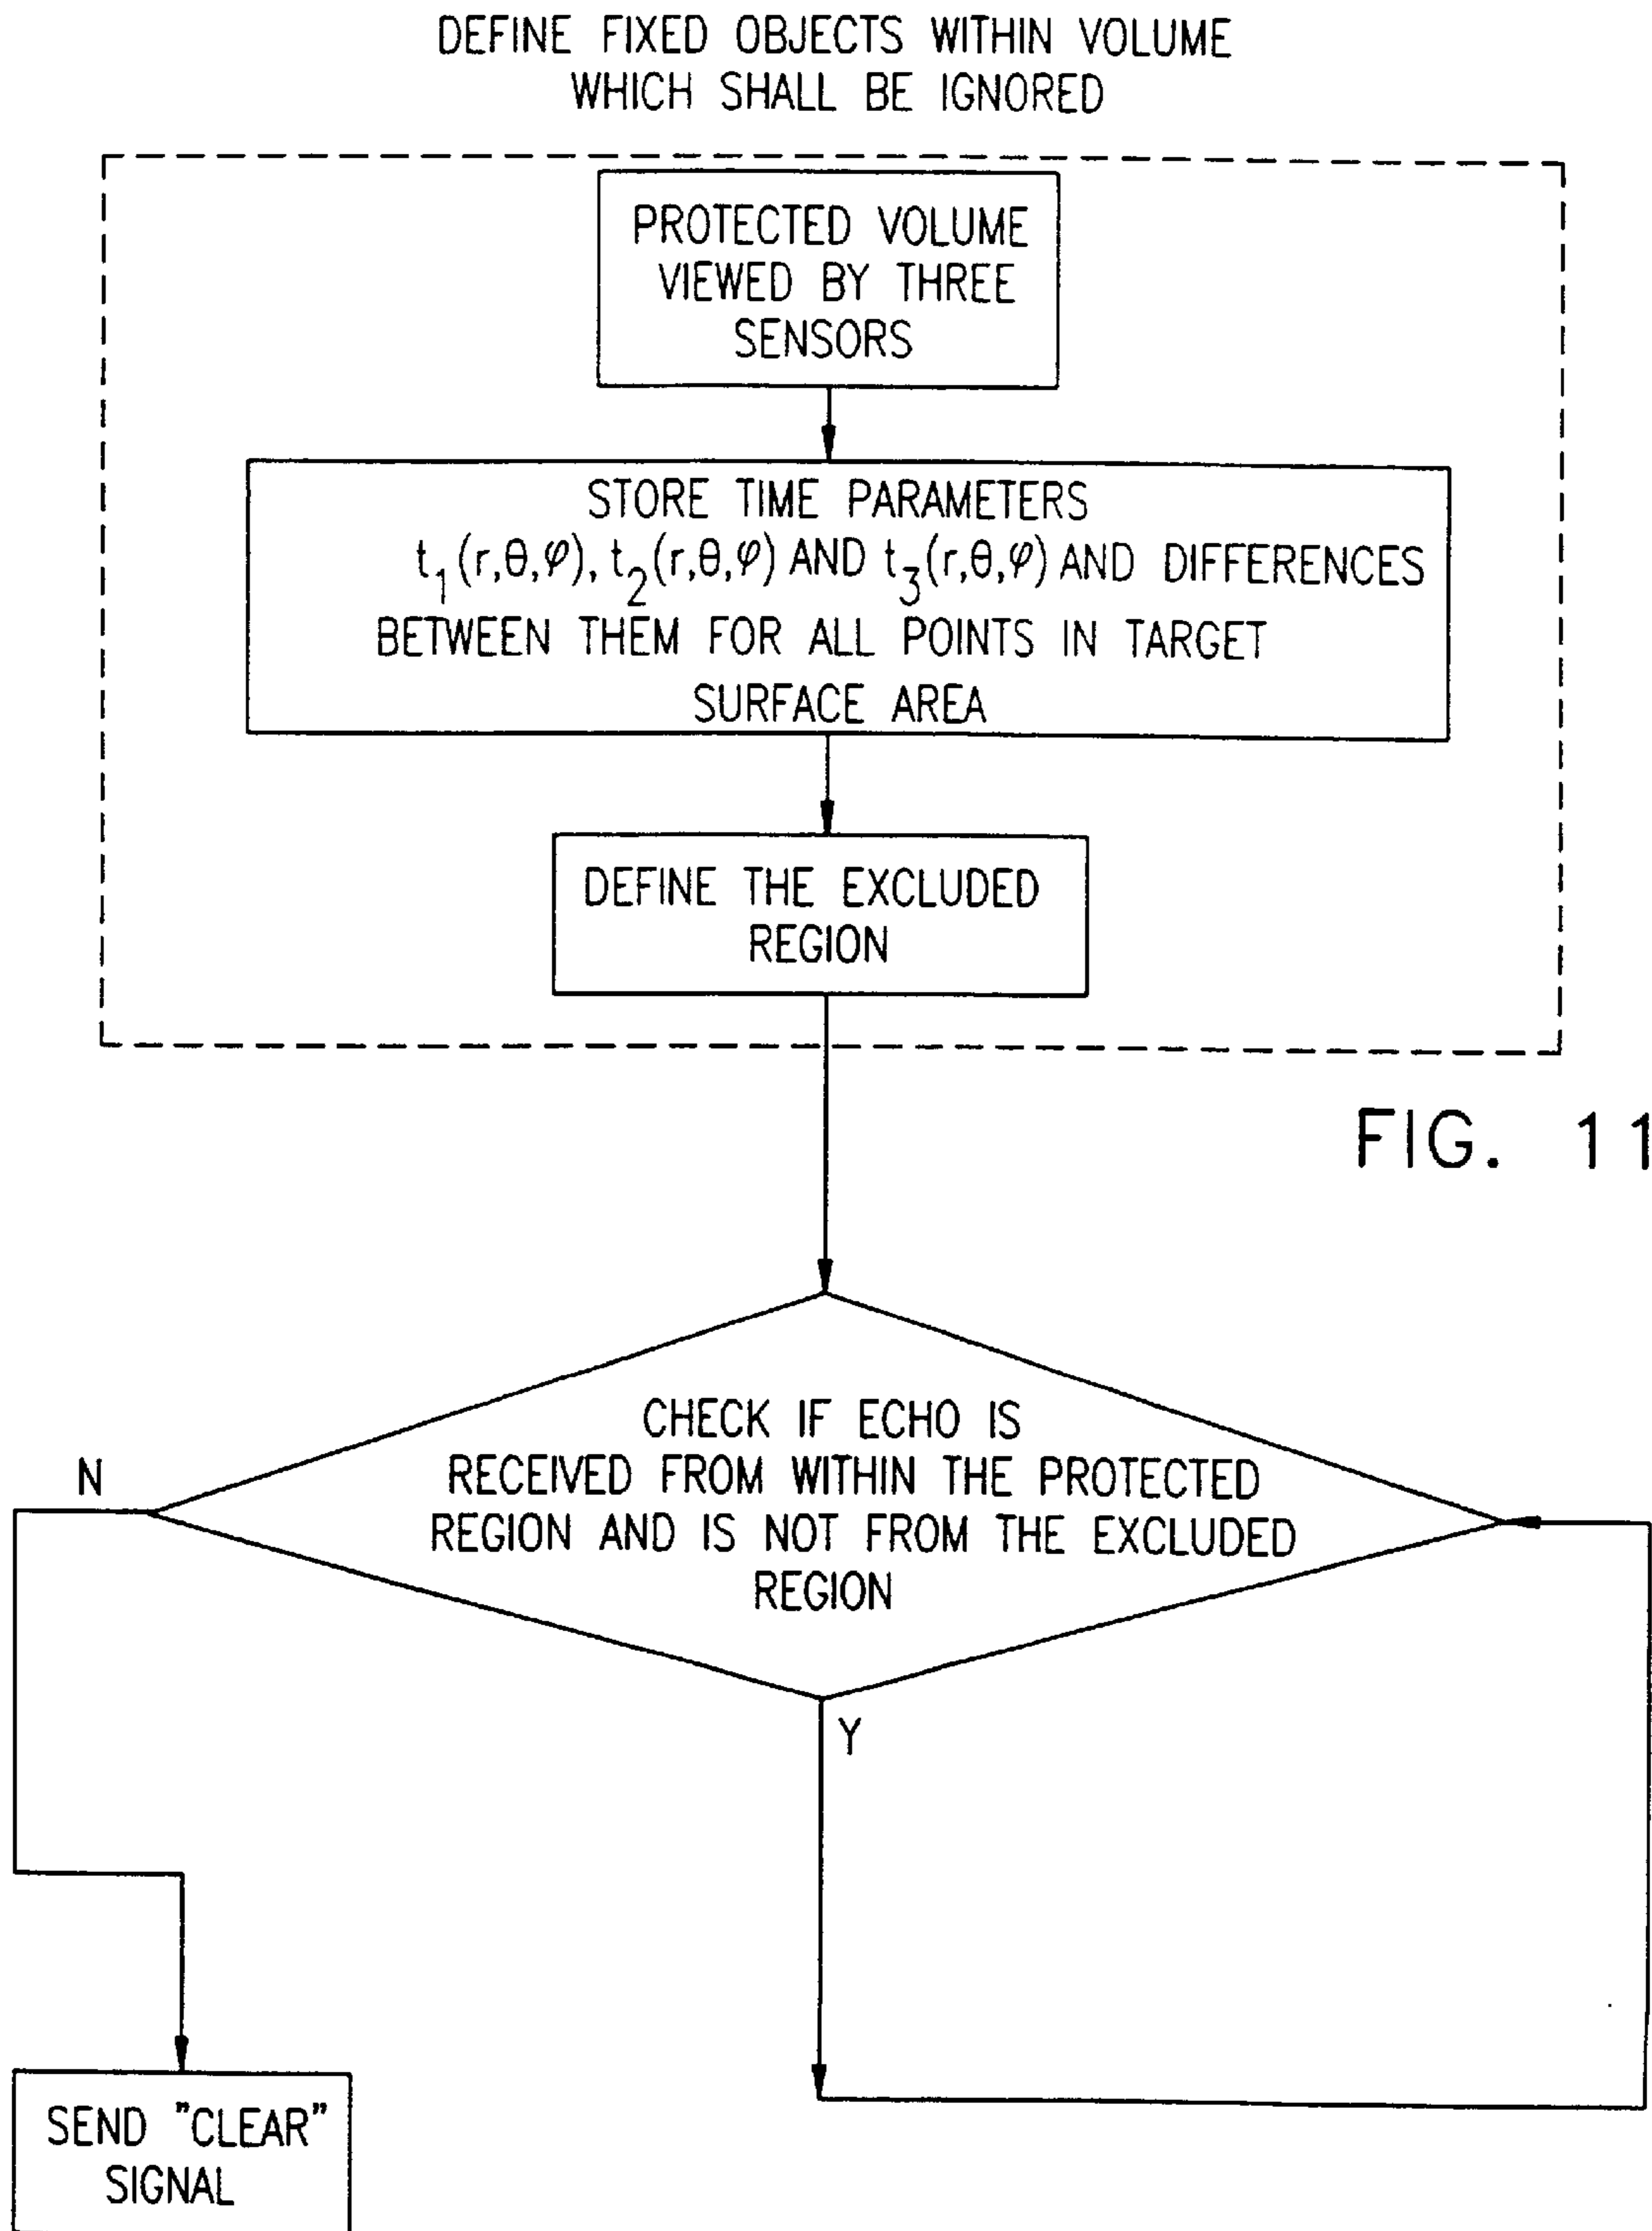 DEFINE FIXED OBJECTS WITHIN VOLUME
WHICH SHALL BE IGNORED
PROTECTED VOLUME
VIEWED BY THREE
SENSORS
STORE TIME PARAMETERS
t₁(r,θ,φ), t₂(r,θ,φ) AND t₃(r,θ,φ) AND DIFFERENCES
BETWEEN THEM FOR ALL POINTS IN TARGET
SURFACE AREA
DEFINE THE EXCLUDED
REGION
FIG. 11
CHECK IF ECHO IS
RECEIVED FROM WITHIN THE PROTECTED
REGION AND IS NOT FROM THE EXCLUDED
REGION
N
Y
SEND "CLEAR"
SIGNAL